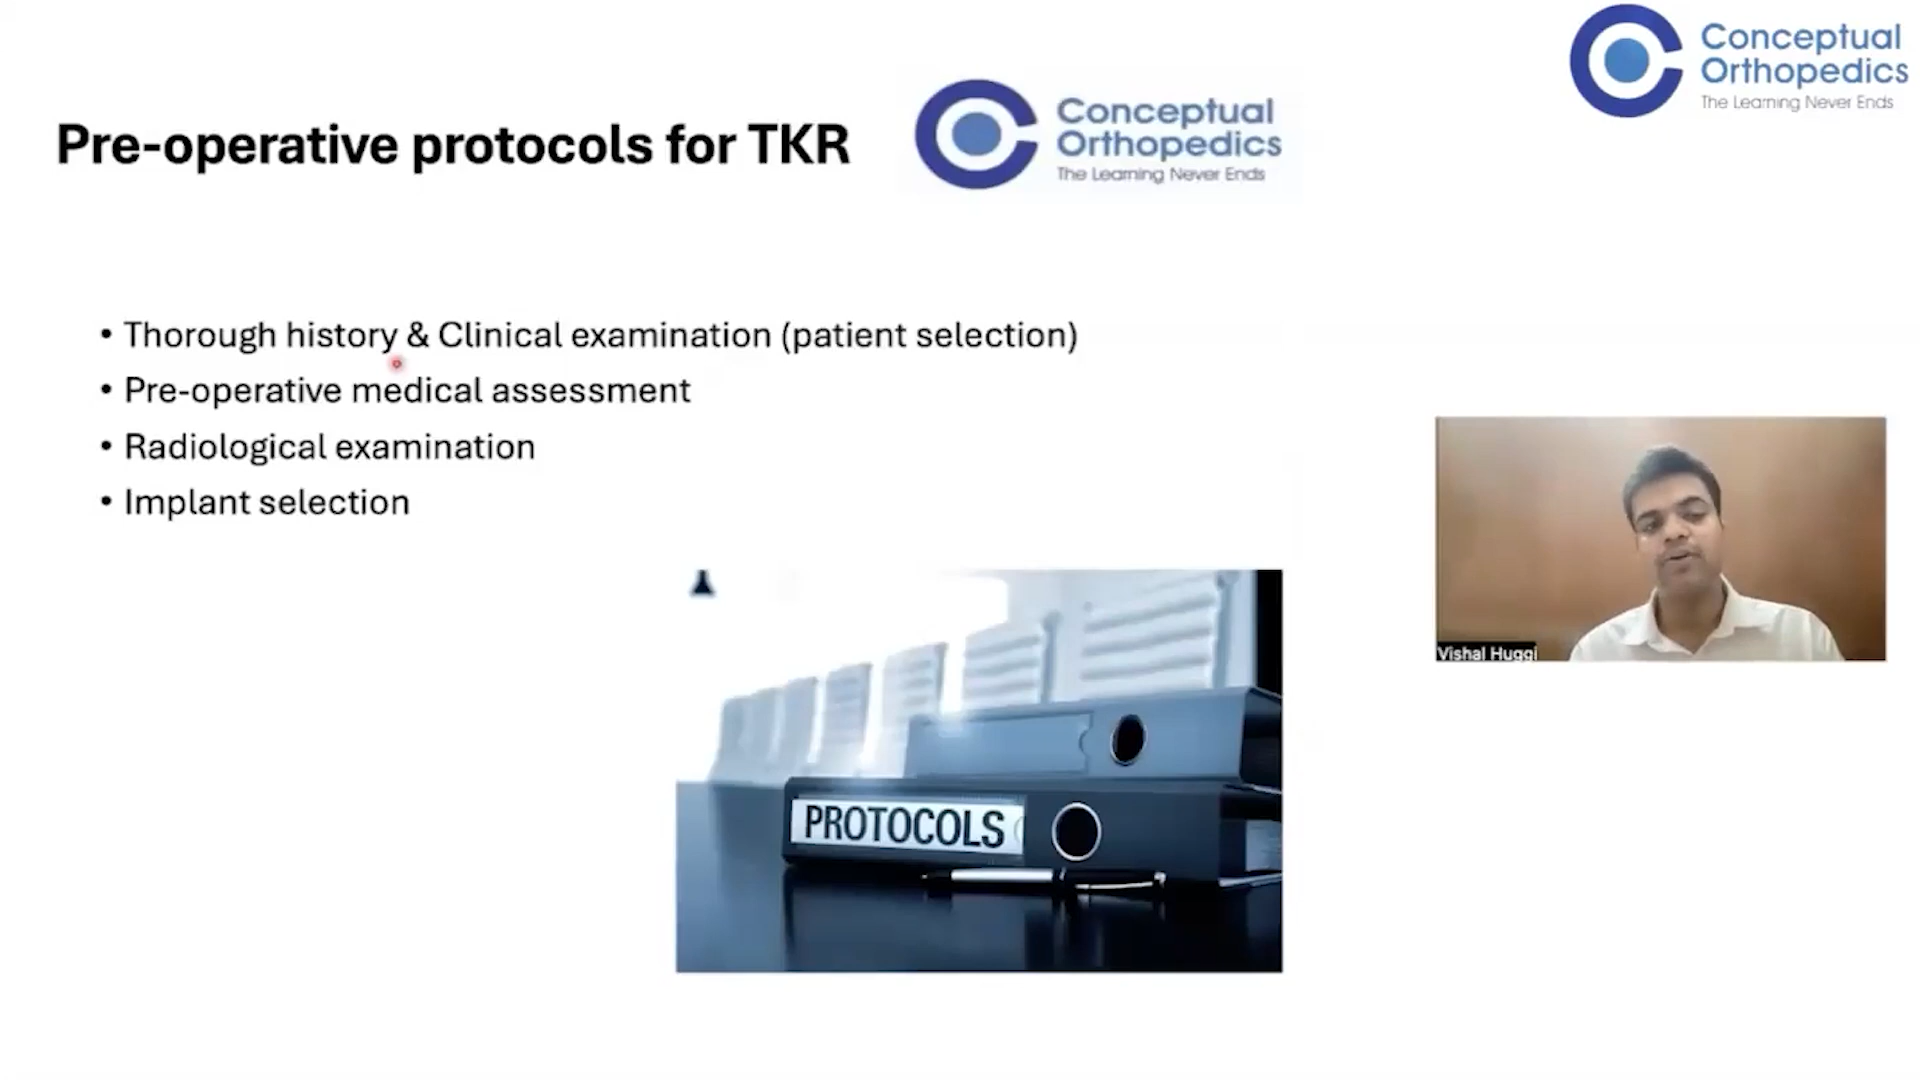 Conceptual
Orthopedics
The Learning Never Ends
Pre-operative protocols for TKR
Conceptual
Orthopedics
The Learning Never Ends
• Thorough history & Clinical examination (patient selection)
• Pre-operative medical assessment
• Radiological examination
• Implant selection
PROTOCOLS
Vishal Huggi